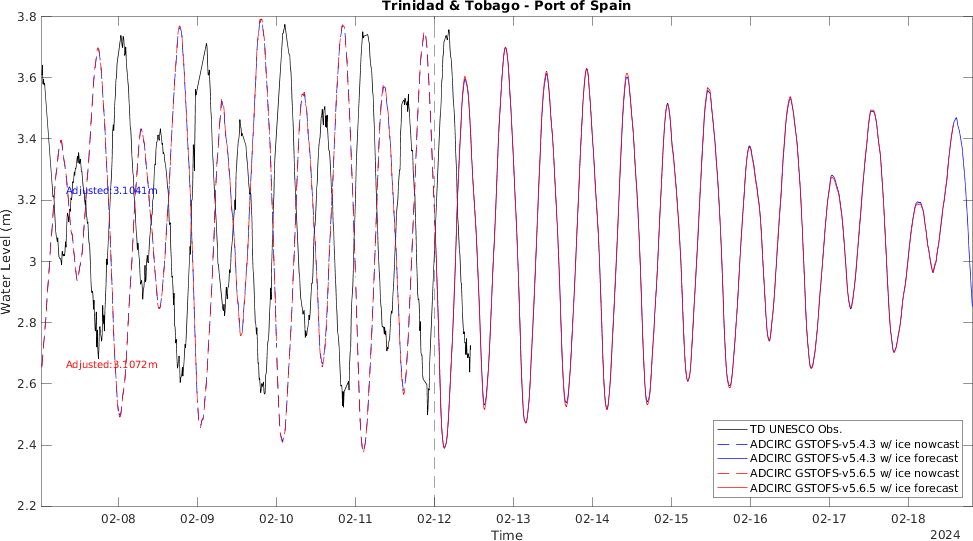 Trinidad & Tobago - Port of Spain
3.8
3.6
3.4
3.2
3
2.8
2.6
2.4
2.2
Water Level (m)
Adjusted:3.1041m
Adjusted:3.1072m
TD UNESCO Obs.
ADCIRC GSTOFS-v5.4.3 w/ ice nowcast
ADCIRC GSTOFS-v5.4.3 w/ ice forecast
ADCIRC GSTOFS-v5.6.5 w/ ice nowcast
ADCIRC GSTOFS-v5.6.5 w/ ice forecast
02-08 02-09 02-10 02-11 02-12 02-13 02-14 02-15 02-16 02-17 02-18
Time
2024